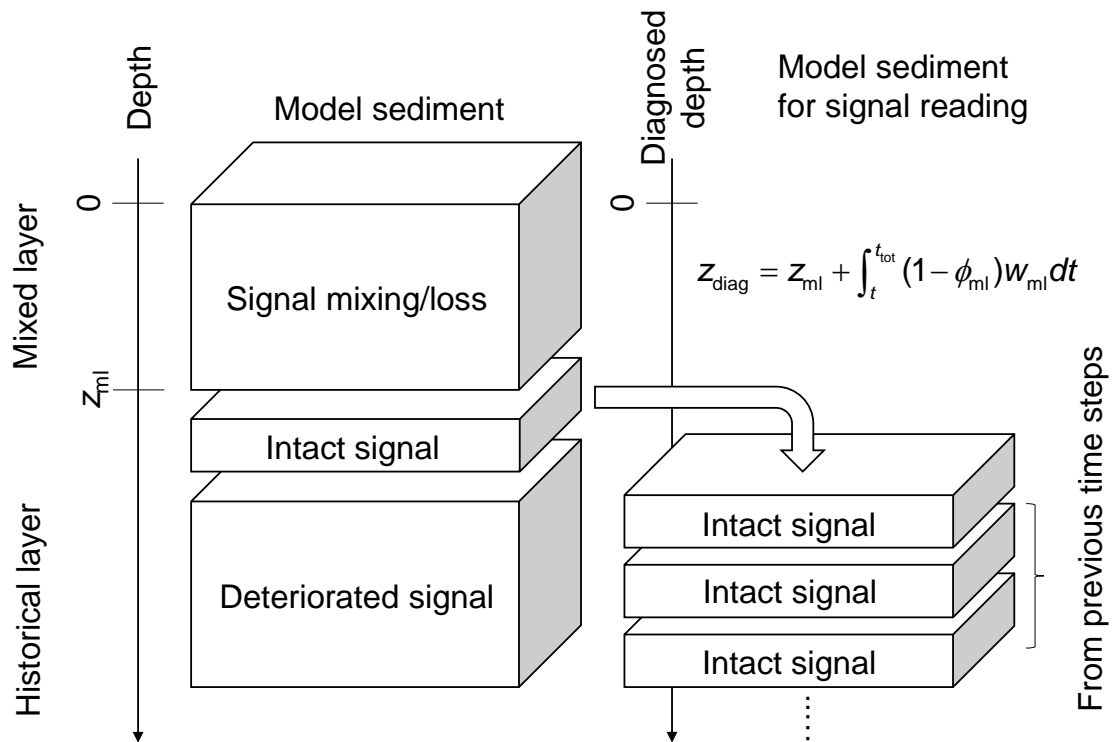 Depth
Model sediment
Diagnosed
depth
Model sediment
for signal reading
0
0
Mixed layer
Signal mixing/loss
z_ml
z_diag = z_ml + ∫_t^{t_tot} (1 − ϕ_ml) w_ml dt
Intact signal
Historical layer
Deteriorated signal
Intact signal
Intact signal
Intact signal
From previous time steps